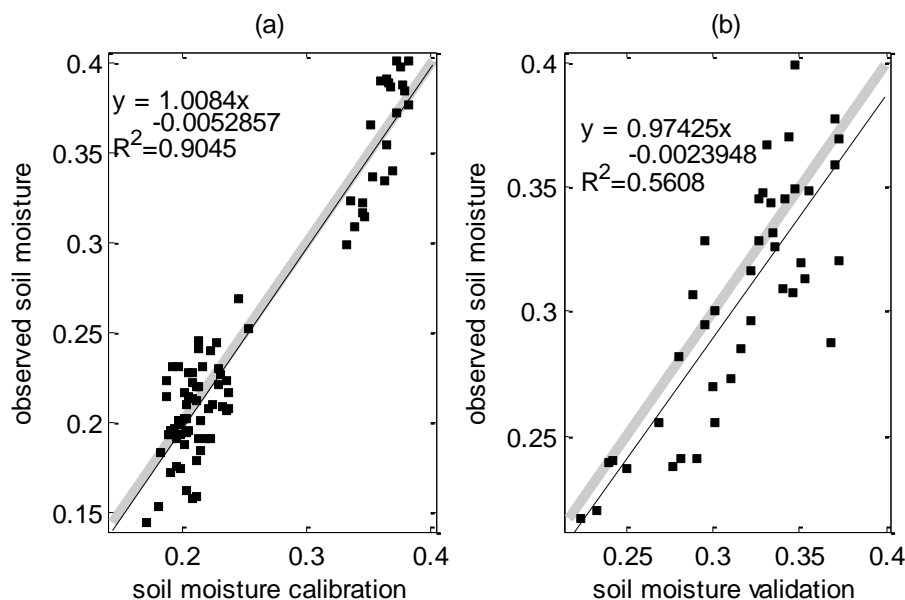 (a)
(b)
0.4
0.35
0.3
0.25
0.2
0.15
y = 1.0084x
-0.0052857
R²=0.9045
0.2
0.3
0.4
observed soil moisture
soil moisture calibration
0.4
0.35
0.3
0.25
y = 0.97425x
-0.0023948
R²=0.5608
0.25
0.3
0.35
0.4
observed soil moisture
soil moisture validation